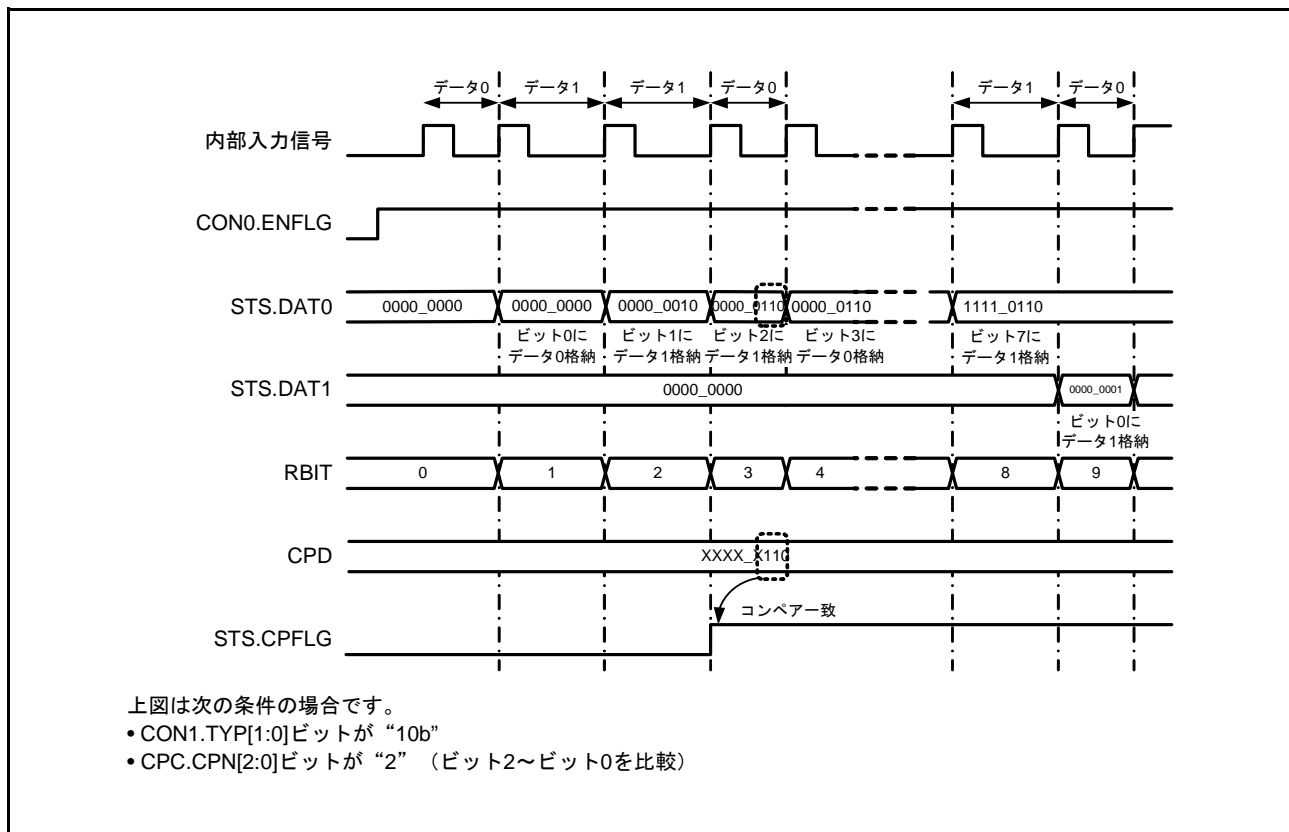 データ0 データ1 データ1 データ0 データ1 データ0
内部入力信号
CON0.ENFLG
STS.DAT0 0000_0000 0000_0000 0000_0010 0000_0110 0000_0110 1111_0110
ビット0に ビット1に ビット2に ビット3に ビット7に
データ0格納 データ1格納 データ1格納 データ0格納 データ1格納
STS.DAT1 0000_0000 0000_0001
ビット0に
データ1格納
RBIT 0 1 2 3 4 8 9
CPD XXXX_X110
コンペアー致
STS.CPFLG
上図は次の条件の場合です。
• CON1.TYP[1:0]ビットが“10b”
• CPC.CPN[2:0]ビットが“2”（ビット2～ビット0を比較）